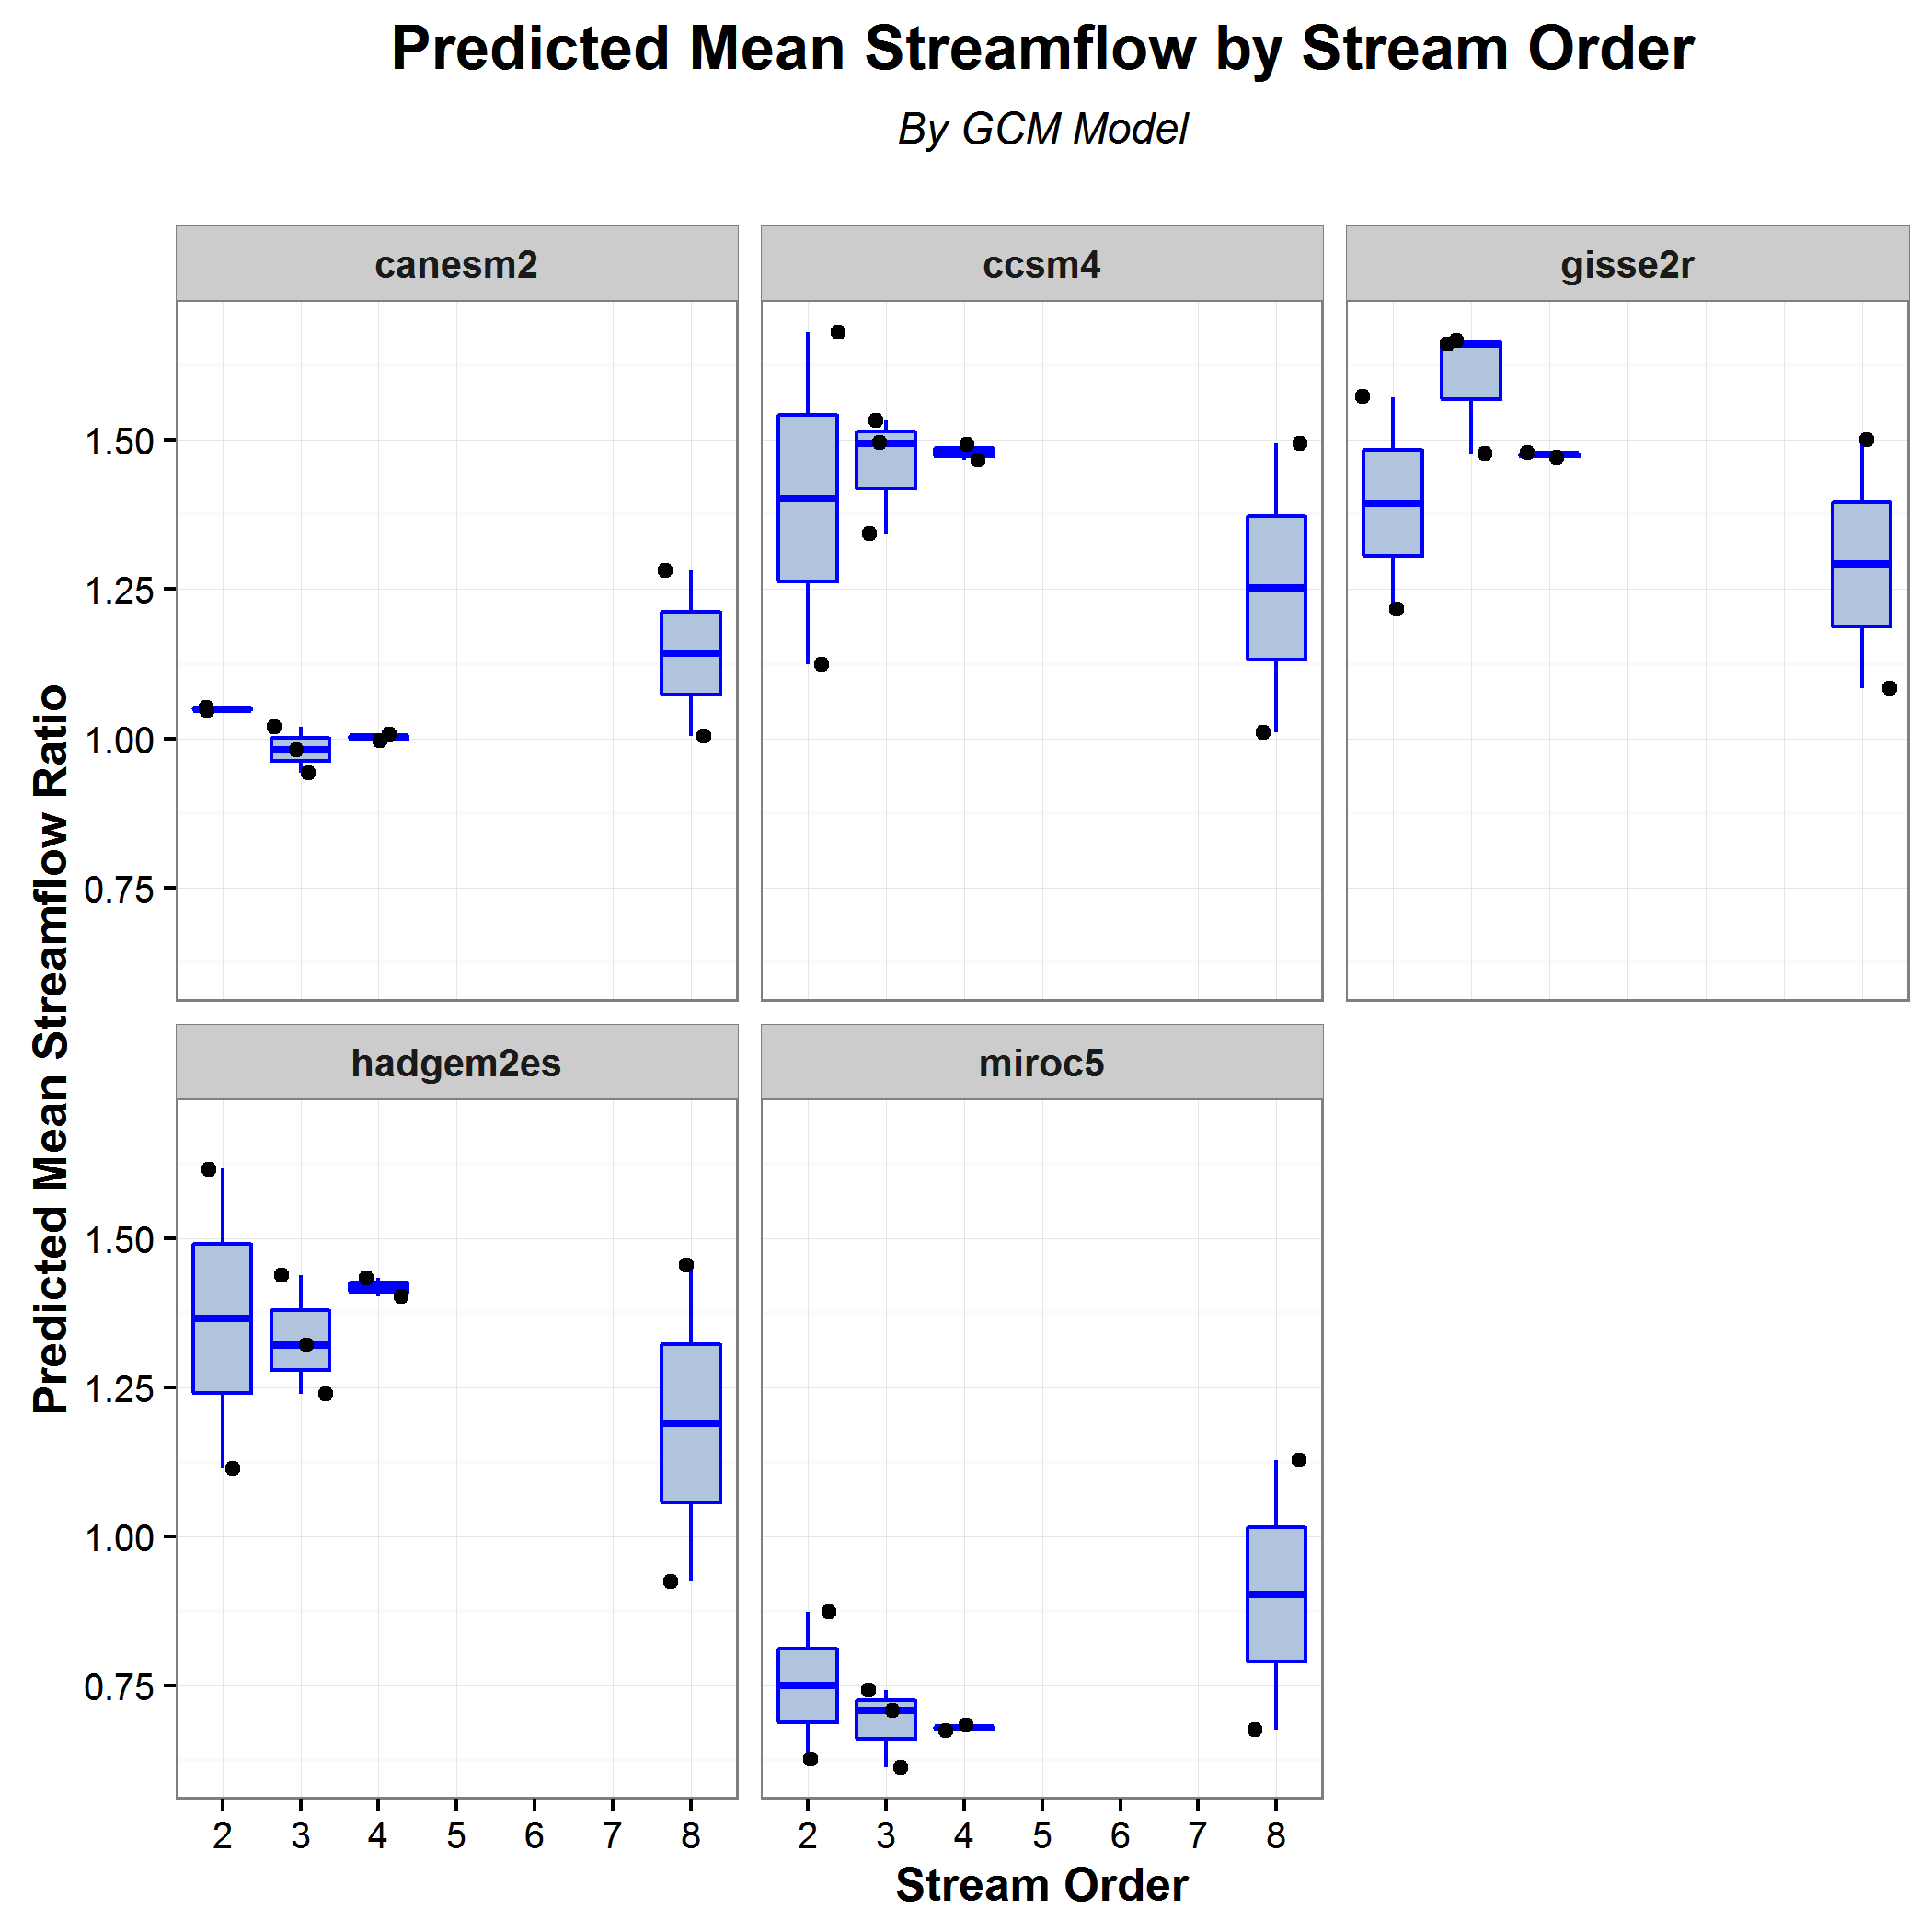 Predicted Mean Streamflow by Stream Order
By GCM Model
canesm2
ccsm4
gisse2r
1.50
1.25
1.00
0.75
Predicted Mean Streamflow Ratio
hadgem2es
miroc5
1.50
1.25
1.00
0.75
2 3 4 5 6 7 8
2 3 4 5 6 7 8
Stream Order